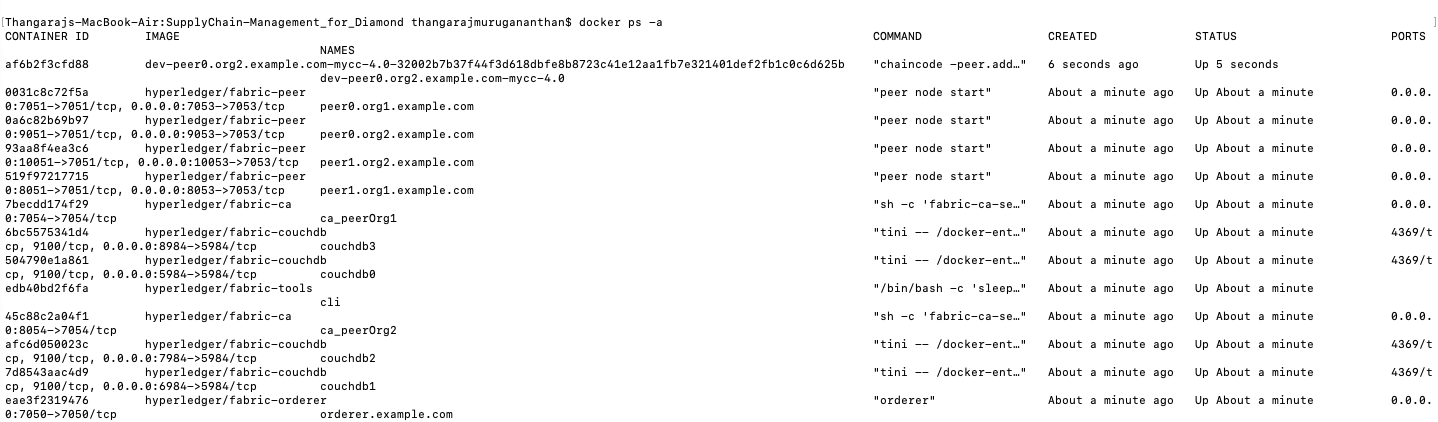 [Thangarajs-MacBook-Air:SupplyChain-Management_for_Diamond thangarajmurugananthan$ docker ps -a ]
CONTAINER ID IMAGE COMMAND CREATED STATUS PORTS
NAMES
af6b2f3cfd88 dev-peer0.org2.example.com-mycc-4.0-32002b7b37f44f3d618dbfe8b8723c41e12aa1fb7e321401def2fb1c0c6d625b "chaincode -peer.add…" 6 seconds ago Up 5 seconds
dev-peer0.org2.example.com-mycc-4.0
0031c8c72f5a hyperledger/fabric-peer "peer node start" About a minute ago Up About a minute 0.0.0.
0:7051->7051/tcp, 0.0.0.0:7053->7053/tcp peer0.org1.example.com
0a6c82b69b97 hyperledger/fabric-peer "peer node start" About a minute ago Up About a minute 0.0.0.
0:9051->7051/tcp, 0.0.0.0:9053->7053/tcp peer0.org2.example.com
93aa8f4ea3c6 hyperledger/fabric-peer "peer node start" About a minute ago Up About a minute 0.0.0.
0:10051->7051/tcp, 0.0.0.0:10053->7053/tcp peer1.org2.example.com
519f97217715 hyperledger/fabric-peer "peer node start" About a minute ago Up About a minute 0.0.0.
0:8051->7051/tcp, 0.0.0.0:8053->7053/tcp peer1.org1.example.com
7becdd174f29 hyperledger/fabric-ca "sh -c 'fabric-ca-se…" About a minute ago Up About a minute 0.0.0.
0:7054->7054/tcp ca_peerOrg1
6bc5575341d4 hyperledger/fabric-couchdb "tini -- /docker-ent…" About a minute ago Up About a minute 4369/t
cp, 9100/tcp, 0.0.0.0:8984->5984/tcp couchdb3
504790e1a861 hyperledger/fabric-couchdb "tini -- /docker-ent…" About a minute ago Up About a minute 4369/t
cp, 9100/tcp, 0.0.0.0:5984->5984/tcp couchdb0
edb40bd2f6fa hyperledger/fabric-tools "/bin/bash -c 'sleep…" About a minute ago Up About a minute
cli
45c88c2a04f1 hyperledger/fabric-ca "sh -c 'fabric-ca-se…" About a minute ago Up About a minute 0.0.0.
0:8054->7054/tcp ca_peerOrg2
afc6d050023c hyperledger/fabric-couchdb "tini -- /docker-ent…" About a minute ago Up About a minute 4369/t
cp, 9100/tcp, 0.0.0.0:7984->5984/tcp couchdb2
7d8543aac4d9 hyperledger/fabric-couchdb "tini -- /docker-ent…" About a minute ago Up About a minute 4369/t
cp, 9100/tcp, 0.0.0.0:6984->5984/tcp couchdb1
eae3f2319476 hyperledger/fabric-orderer "orderer" About a minute ago Up About a minute 0.0.0.
0:7050->7050/tcp orderer.example.com